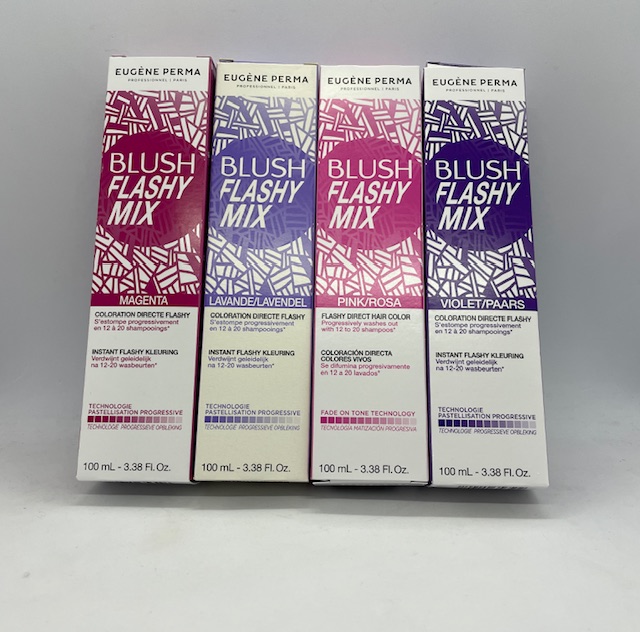 EUGÈNE PERMA
PROFESSIONNEL | PARIS
BLUSH
FLASHY
MIX
MAGENTA
COLORATION DIRECTE FLASHY
S'estompe progressivement
en 12 à 20 shampooings*
INSTANT FLASHY KLEURING
Verdwijnt geleidelijk
na 12-20 wasbeurten*
TECHNOLOGIE
PASTELLISATION PROGRESSIVE
TECHNOLOGIE PROGRESSIEVE OPBLEKING
100 mL - 3.38 Fl. Oz.
EUGÈNE PERMA
PROFESSIONNEL | PARIS
BLUSH
FLASHY
MIX
LAVANDE/LAVENDEL
COLORATION DIRECTE FLASHY
S'estompe progressivement
en 12 à 20 shampooings*
INSTANT FLASHY KLEURING
Verdwijnt geleidelijk
na 12-20 wasbeurten*
TECHNOLOGIE
PASTELLISATION PROGRESSIVE
TECHNOLOGIE PROGRESSIEVE OPBLEKING
100 mL - 3.38 Fl. Oz.
EUGÈNE PERMA
PROFESSIONNEL | PARIS
BLUSH
FLASHY
MIX
PINK/ROSA
FLASHY DIRECT HAIR COLOR
Progressively washes out
with 12 to 20 shampoos*
COLORACIÓN DIRECTA
COLORES VIVOS
Se difumina progresivamente
en 12 a 20 lavados*
FADE ON TONE TECHNOLOGY
TECNOLOGIA MATIZACIÓN PROGRESIVA
100 mL - 3.38 Fl. Oz.
EUGÈNE PERMA
PROFESSIONNEL | PARIS
BLUSH
FLASHY
MIX
VIOLET/PAARS
COLORATION DIRECTE FLASHY
S'estompe progressivement
en 12 à 20 shampooings*
INSTANT FLASHY KLEURING
Verdwijnt geleidelijk
na 12-20 wasbeurten*
TECHNOLOGIE
PASTELLISATION PROGRESSIVE
TECHNOLOGIE PROGRESSIEVE OPBLEKING
100 mL - 3.38 Fl. Oz.